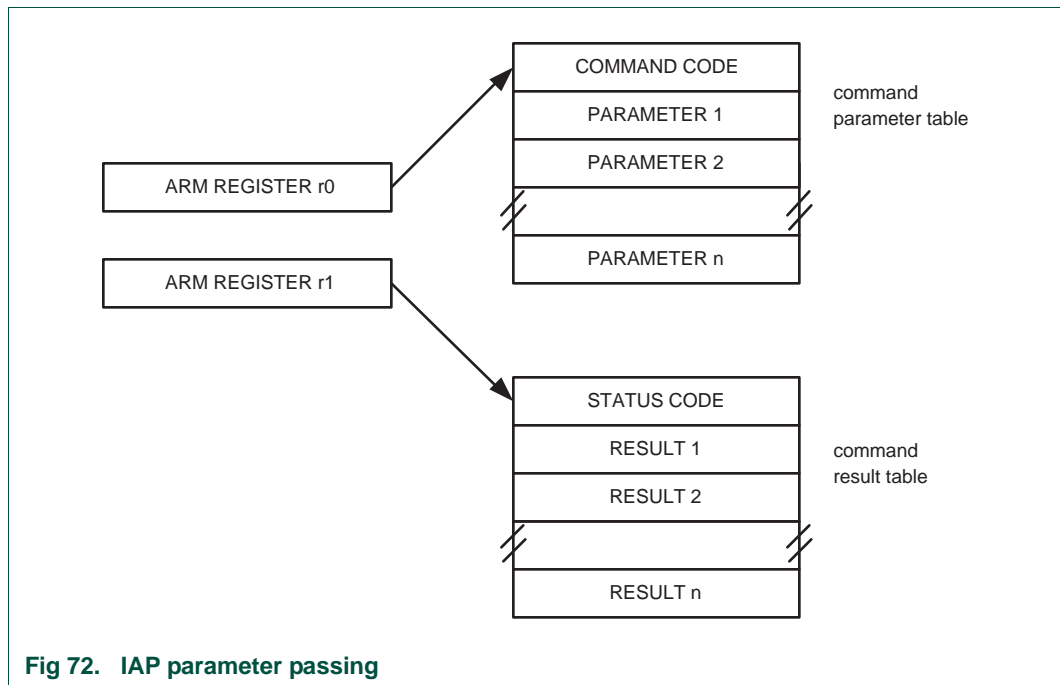 COMMAND CODE
PARAMETER 1
PARAMETER 2
PARAMETER n
command
parameter table
ARM REGISTER r0
ARM REGISTER r1
STATUS CODE
RESULT 1
RESULT 2
RESULT n
command
result table
Fig 72. IAP parameter passing